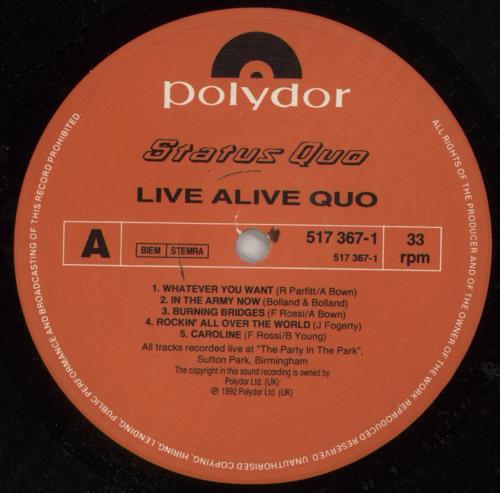 polydor
Status Quo
LIVE ALIVE QUO
A
BIEM STEMRA
517 367-1
517 367-1
33
rpm
1. WHATEVER YOU WANT (R Parfitt/A Bown)
2. IN THE ARMY NOW (Bolland & Bolland)
3. BURNING BRIDGES (F Rossi/A Bown)
4. ROCKIN' ALL OVER THE WORLD (J Fogerty)
5. CAROLINE (F Rossi/B Young)
All tracks recorded live at "The Party In The Park",
Sutton Park, Birmingham
The copyright in this sound recording is owned by
Polydor Ltd. (UK)
℗ 1992 Polydor Ltd. (UK)
ALL RIGHTS OF THE PRODUCER AND OF THE OWNER OF THE WORK REPRODUCED RESERVED. UNAUTHORISED COPYING, HIRING, LENDING, PUBLIC PERFORMANCE AND BROADCASTING OF THIS RECORD PROHIBITED.